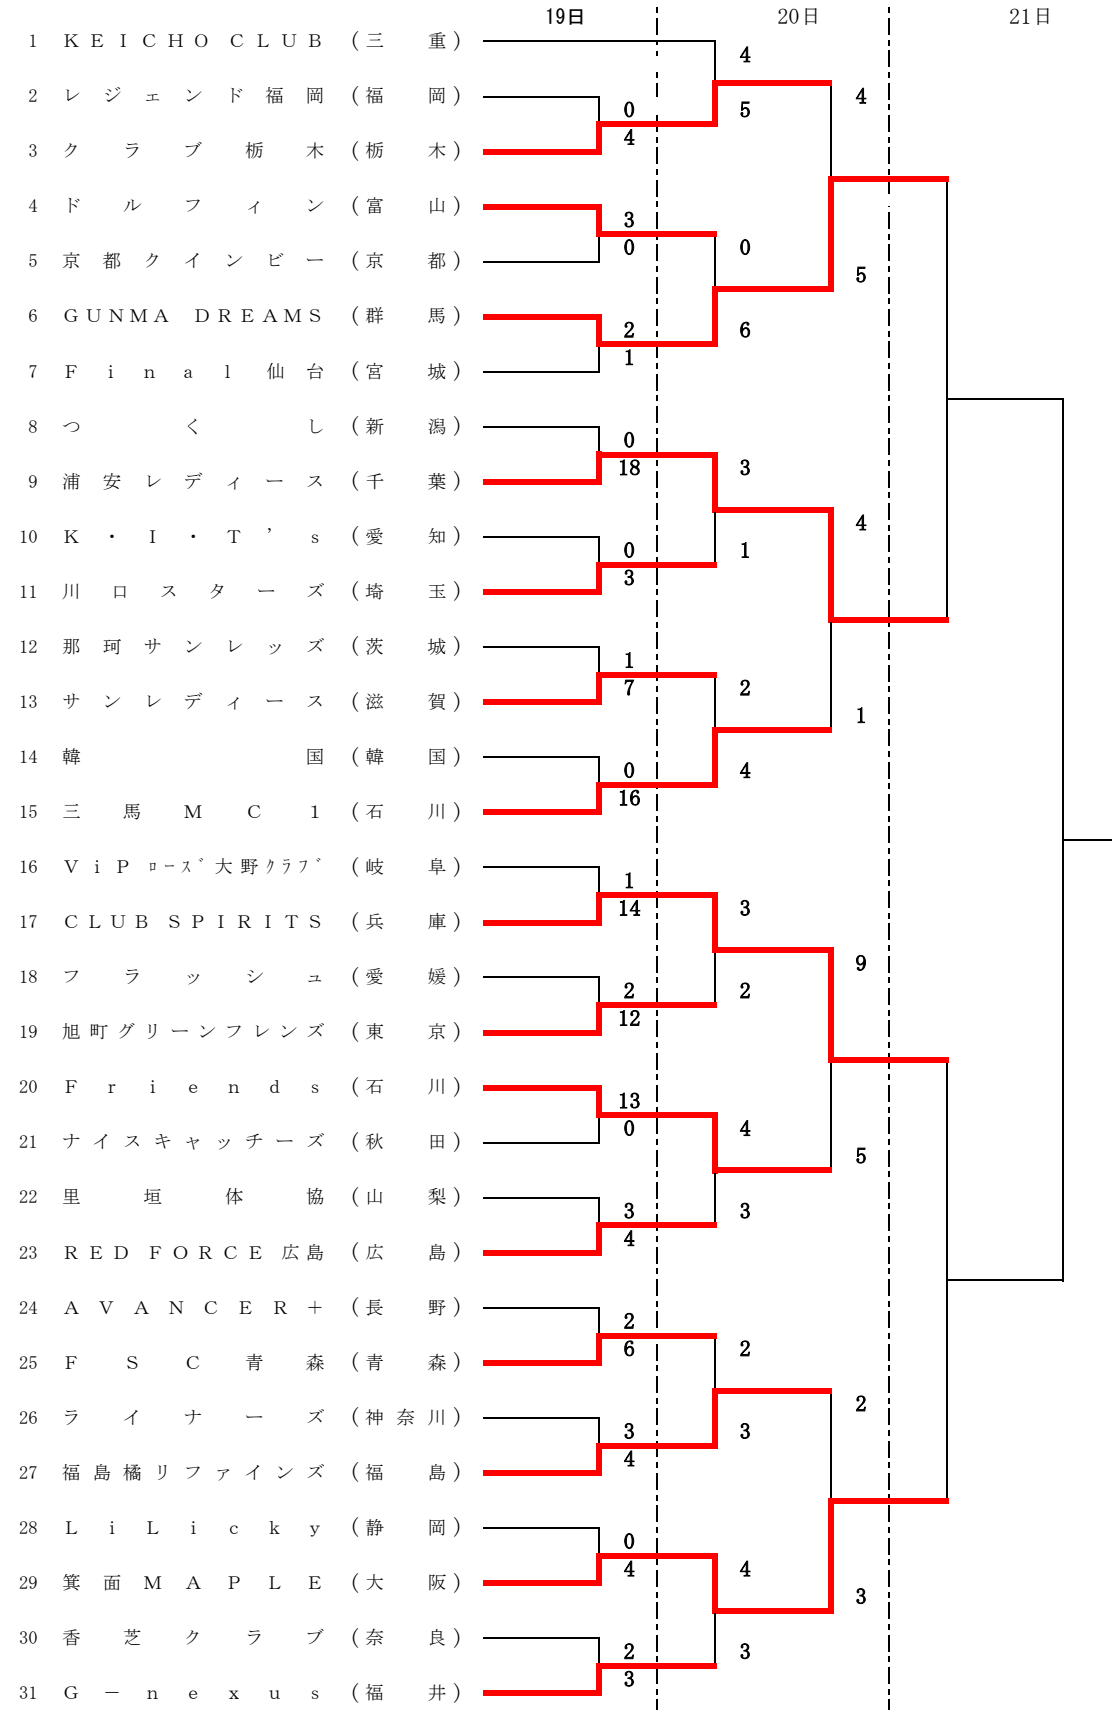 19日 20日 21日
1 KEICHO CLUB (三重)
4
2 レジェンド福岡 (福岡)
4
0
5
4
3 クラブ栃木 (栃木)
4 ドルフィン (富山)
3
0
0
5 京都クインビー (京都)
5
6 GUNMA DREAMS (群馬)
2
6
1
7 Final仙台 (宮城)
8 つくし (新潟)
0
18
3
9 浦安レディース (千葉)
4
10 K・I・T's (愛知)
0
1
3
11 川口スターズ (埼玉)
12 那珂サンレッズ (茨城)
1
7
2
13 サンレディース (滋賀)
1
14 韓国 (韓国)
0
4
16
15 三馬MC1 (石川)
16 ViPローズ大野クラブ (岐阜)
1
14
3
17 CLUB SPIRITS (兵庫)
9
18 フラッシュ (愛媛)
2
2
12
19 旭町グリーンフレンズ (東京)
20 Friends (石川)
13
0
4
21 ナイスキャッチーズ (秋田)
5
22 里垣体協 (山梨)
3
3
4
23 RED FORCE広島 (広島)
24 AVANCER+ (長野)
2
6
2
25 FSC青森 (青森)
2
26 ライナーズ (神奈川)
3
3
4
27 福島橘リファインズ (福島)
28 LiLicky (静岡)
0
4
4
29 箕面MAPLE (大阪)
3
30 香芝クラブ (奈良)
2
3
3
31 G－nexus (福井)